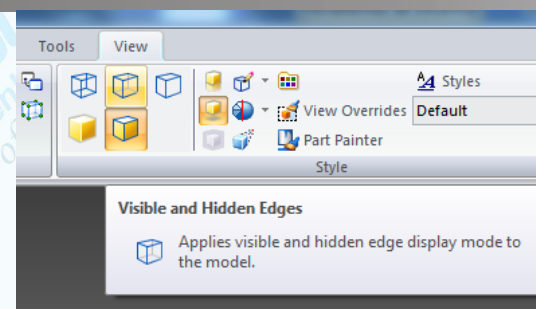 Tools View
Styles
View Overrides Default
Part Painter
Style
Visible and Hidden Edges
Applies visible and hidden edge display mode to
the model.